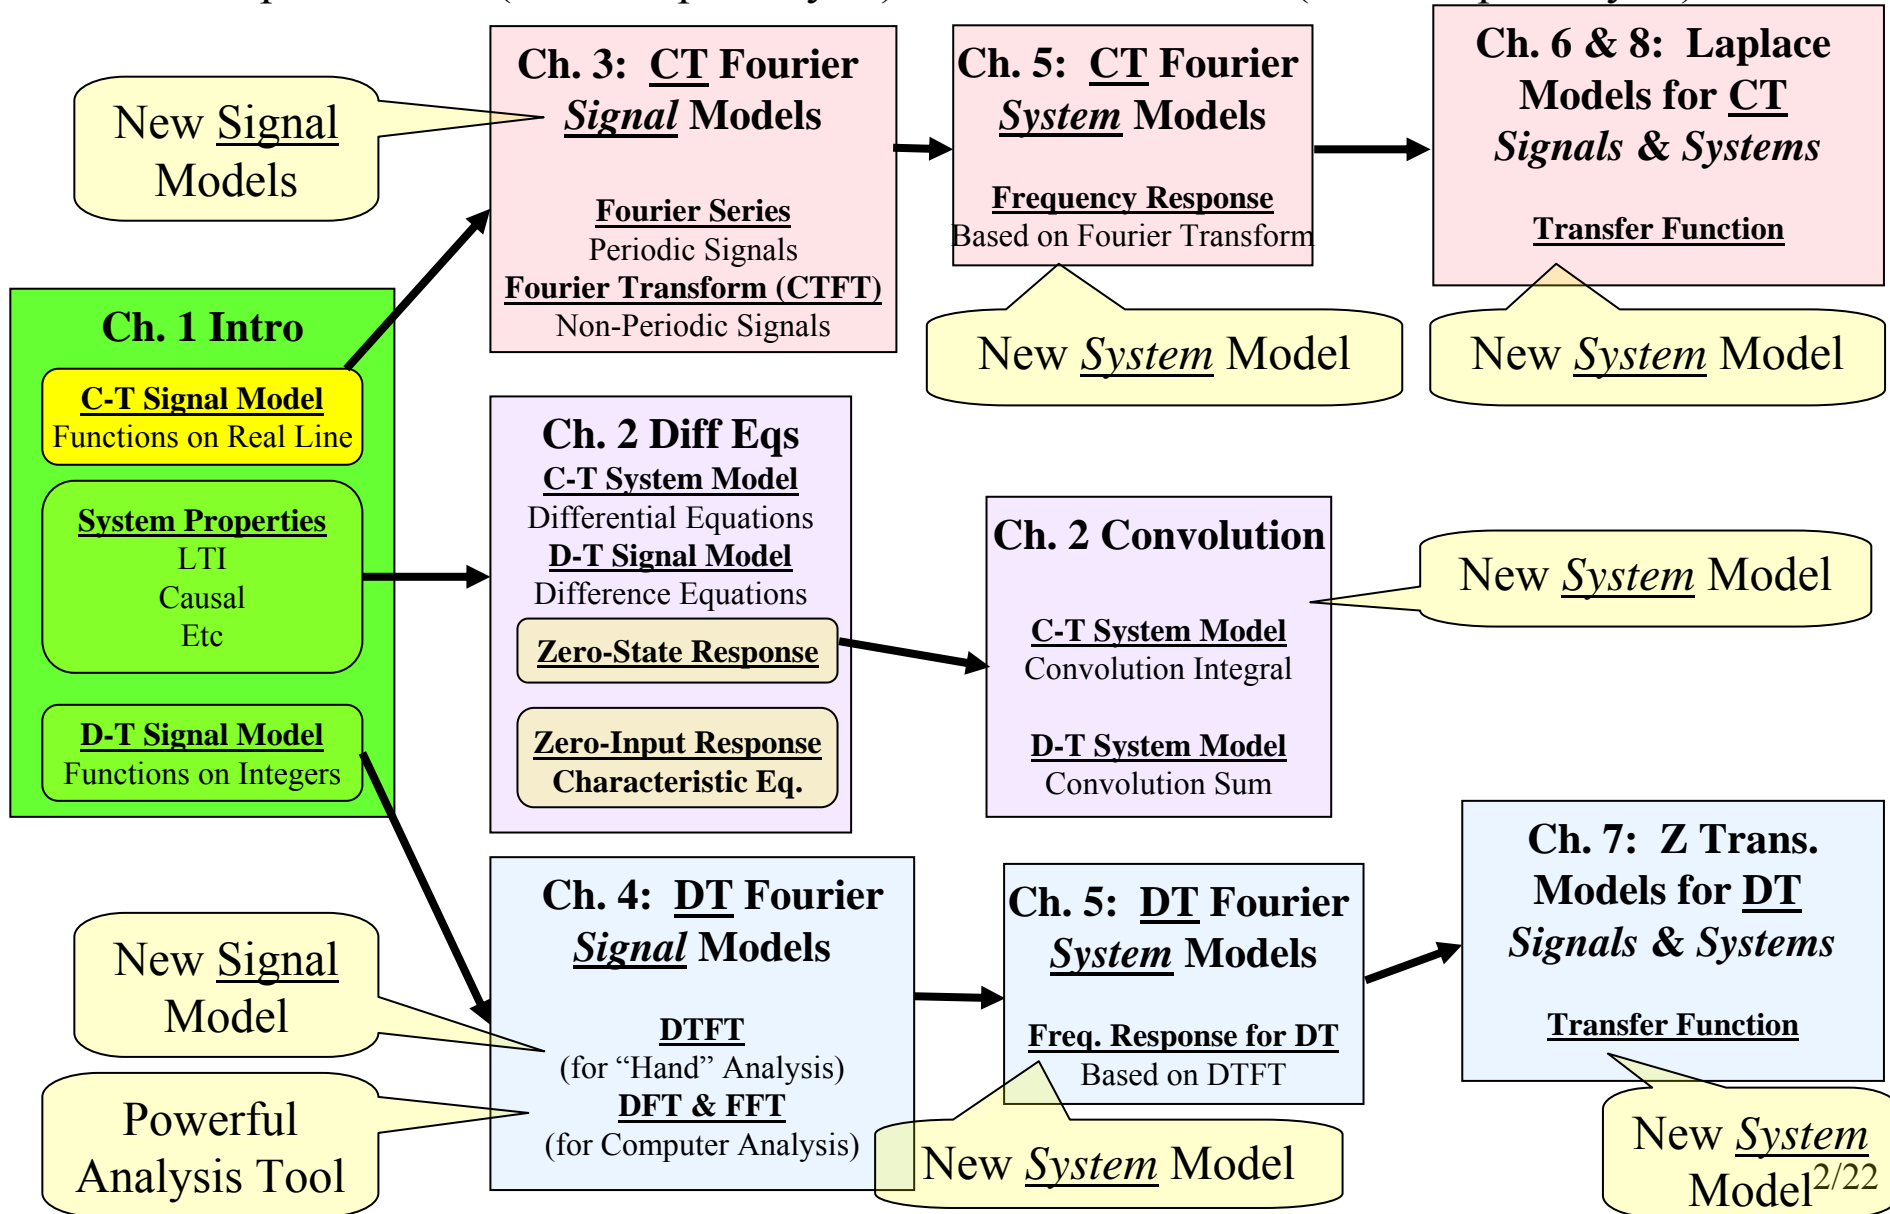 New Signal
Models
Ch. 3: CT Fourier
Signal Models
Fourier Series
Periodic Signals
Fourier Transform (CTFT)
Non-Periodic Signals
Ch. 5: CT Fourier
System Models
Frequency Response
Based on Fourier Transform
New System Model
Ch. 6 & 8: Laplace
Models for CT
Signals & Systems
Transfer Function
New System Model
Ch. 1 Intro
C-T Signal Model
Functions on Real Line
System Properties
LTI
Causal
Etc
D-T Signal Model
Functions on Integers
Ch. 2 Diff Eqs
C-T System Model
Differential Equations
D-T Signal Model
Difference Equations
Zero-State Response
Zero-Input Response
Characteristic Eq.
Ch. 2 Convolution
C-T System Model
Convolution Integral
D-T System Model
Convolution Sum
New System Model
New Signal
Model
Powerful
Analysis Tool
Ch. 4: DT Fourier
Signal Models
DTFT
(for “Hand” Analysis)
DFT & FFT
(for Computer Analysis)
Ch. 5: DT Fourier
System Models
Freq. Response for DT
Based on DTFT
New System Model
Ch. 7: Z Trans.
Models for DT
Signals & Systems
Transfer Function
New System
Model
2/22